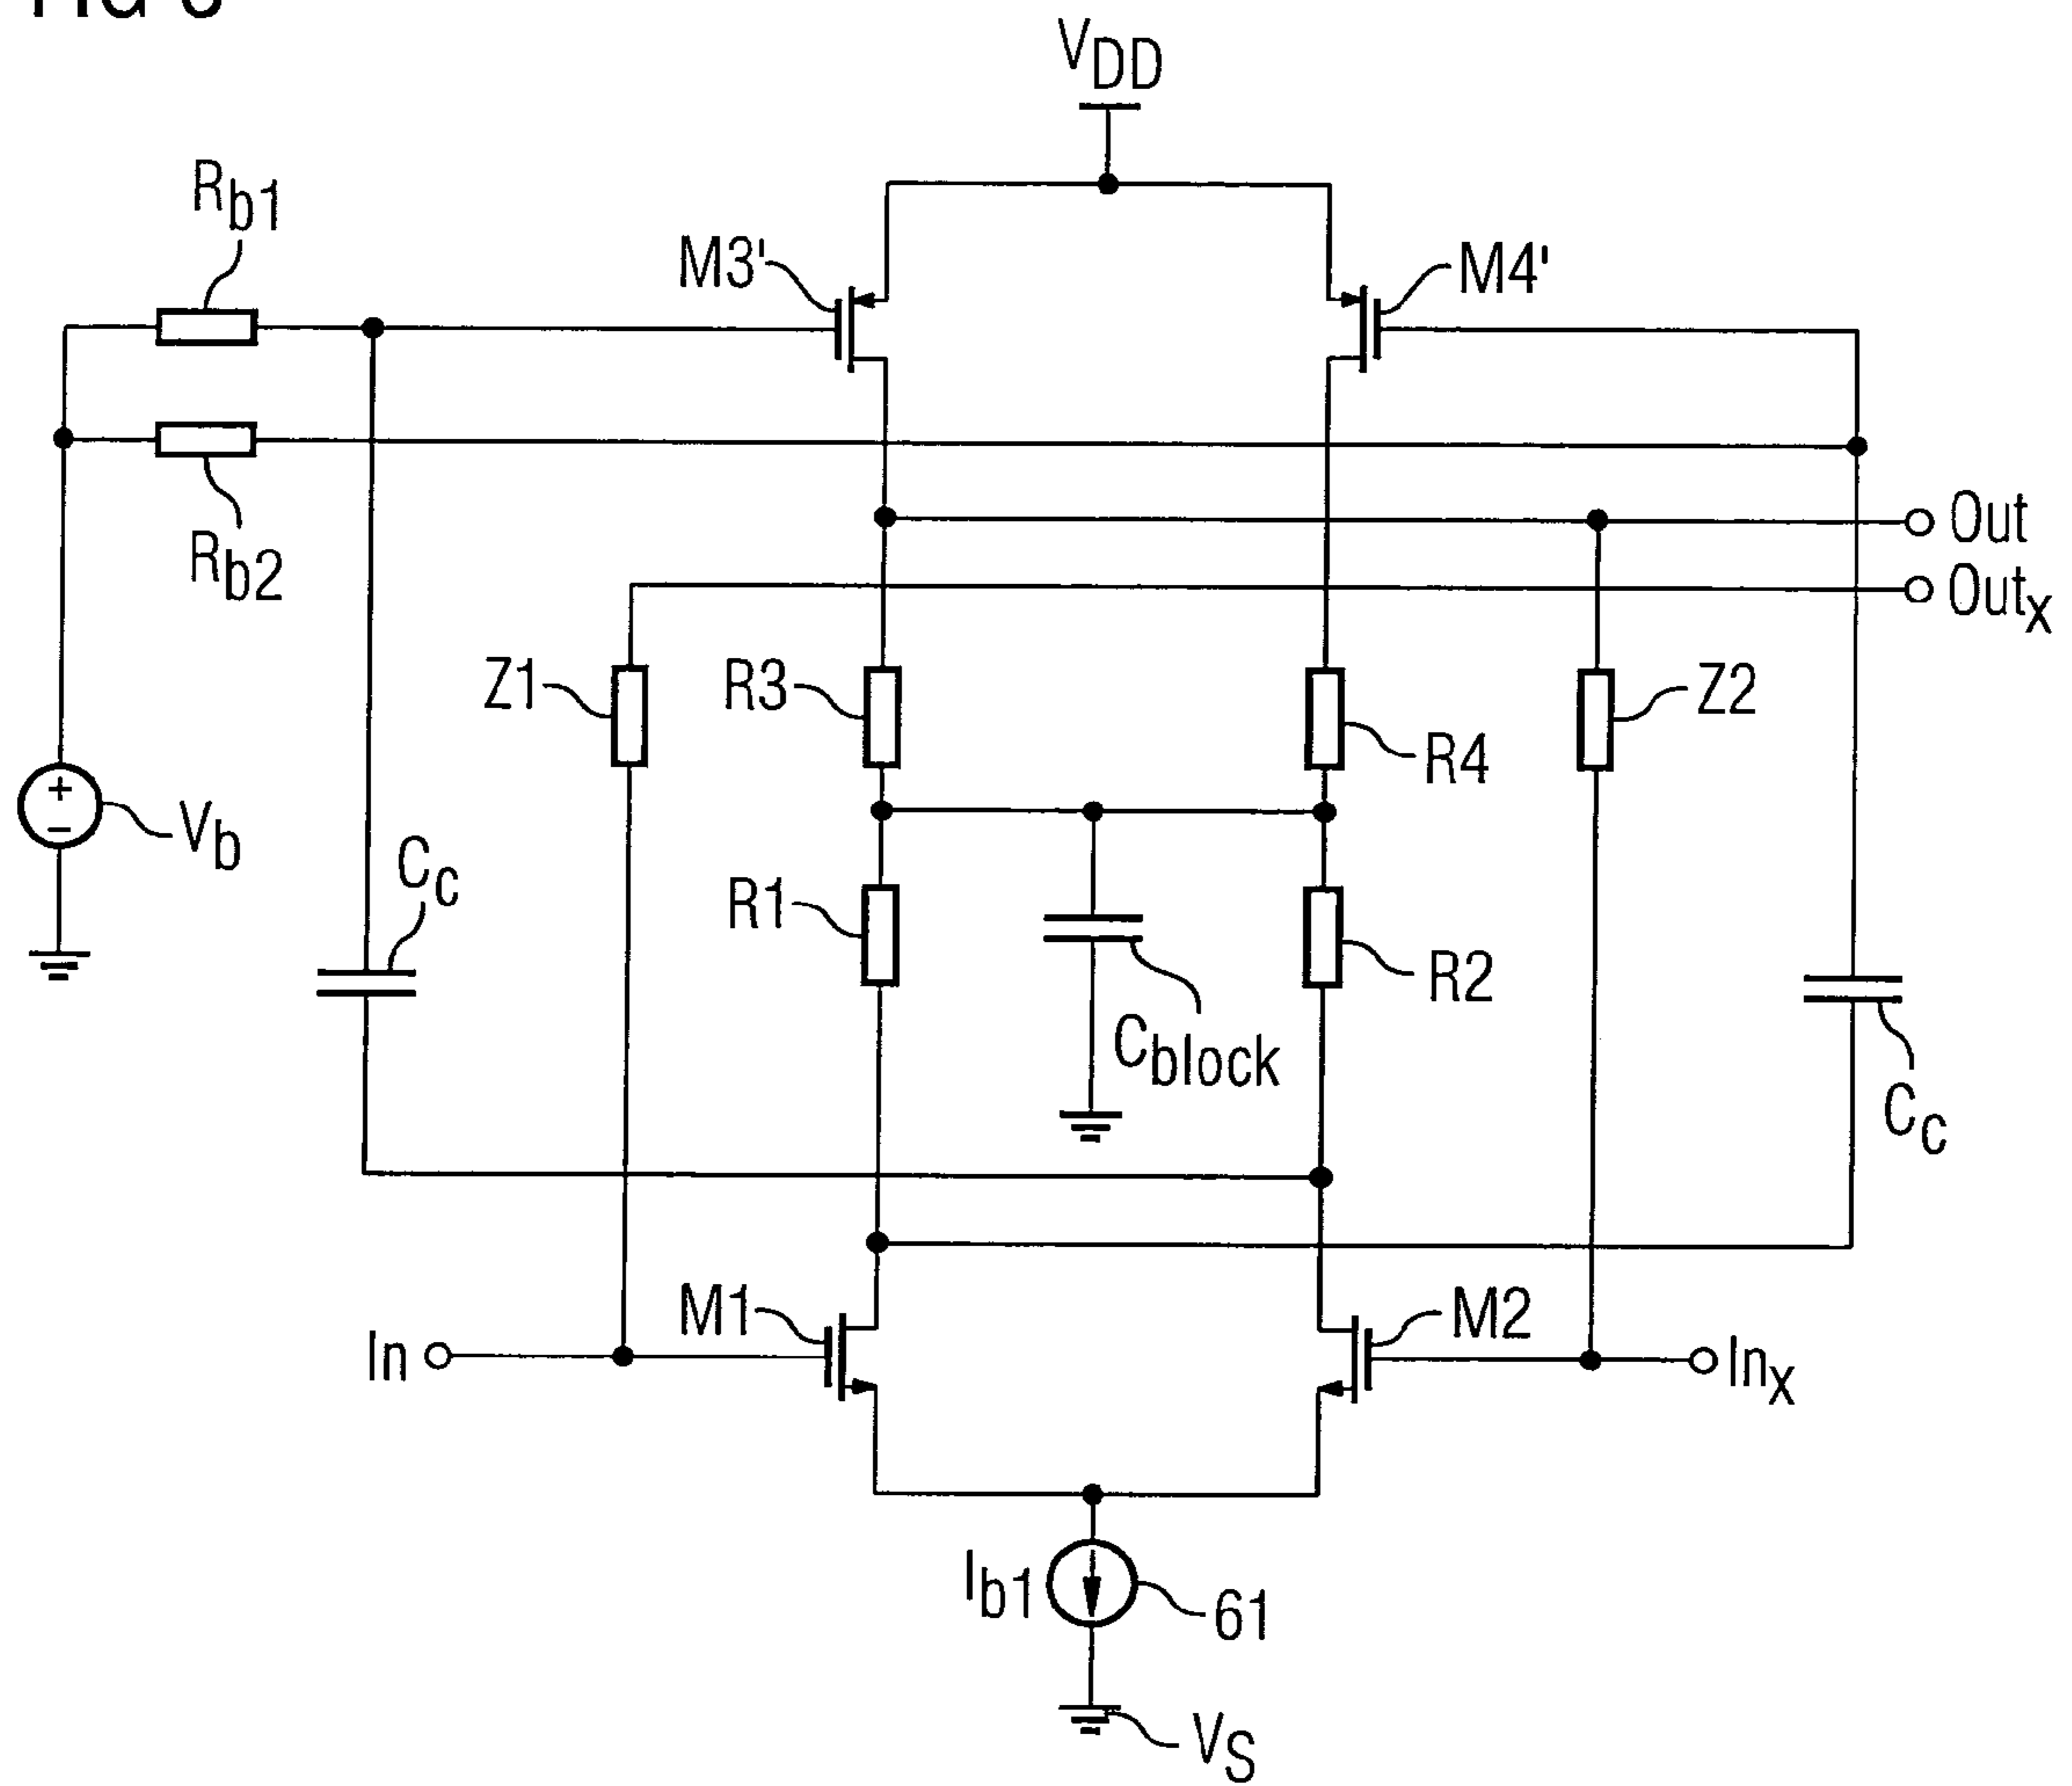 VDD
Rb1
M3'
M4'
Rb2
Out
Outx
Z1
R3
R4
Z2
+
−
Vb
Cc
R1
R2
Cblock
Cc
M1
M2
In
Inx
Ib1
61
VS